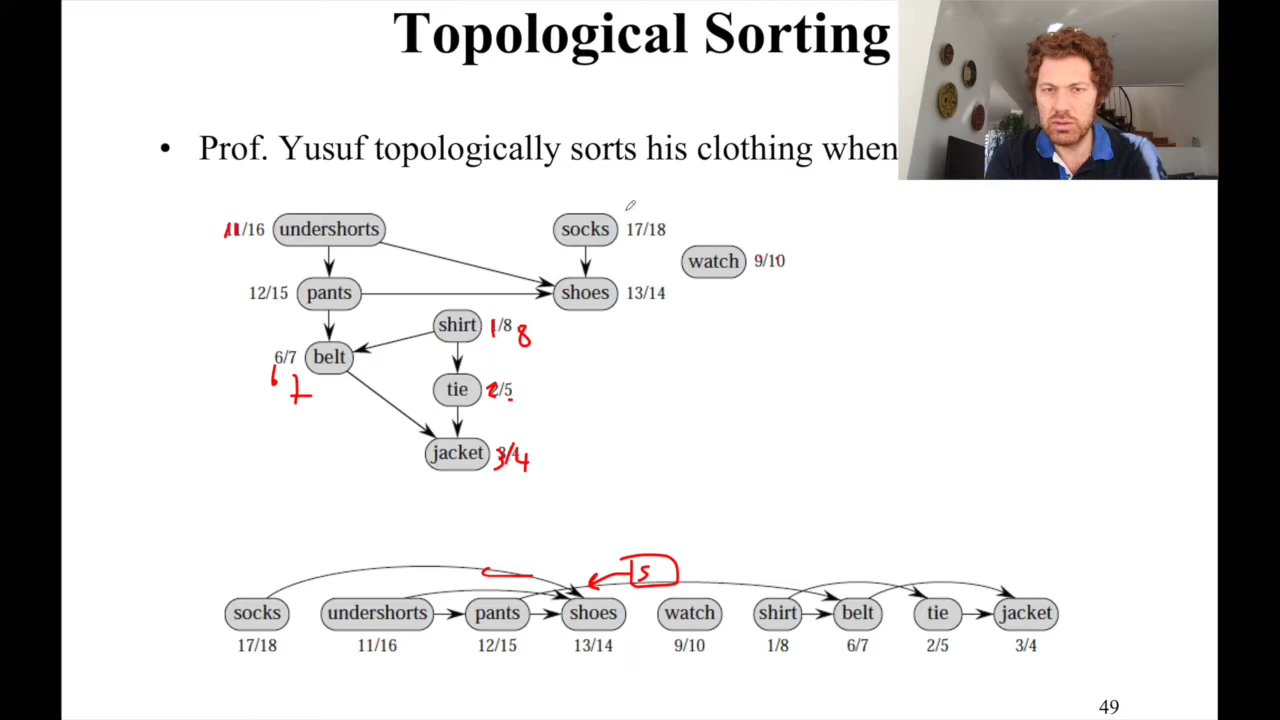 Topological Sorting
• Prof. Yusuf topologically sorts his clothing when
11/16 undershorts socks 17/18
watch 9/10
12/15 pants shoes 13/14
shirt 1/8 8
6/7 belt
6 7
tie 2/5
jacket 3/4
s
socks undershorts pants shoes watch shirt belt tie jacket
17/18 11/16 12/15 13/14 9/10 1/8 6/7 2/5 3/4
49